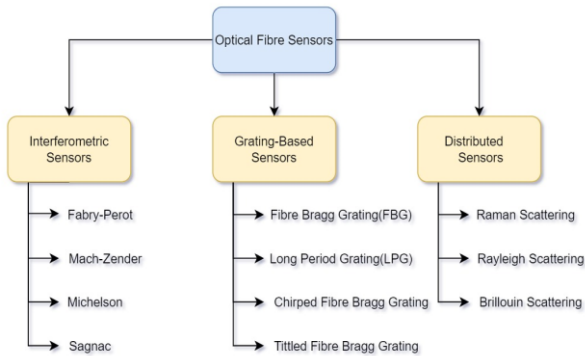 Optical Fibre Sensors
Interferometric
Sensors
Grating-Based
Sensors
Distributed
Sensors
Fabry-Perot
Mach-Zender
Michelson
Sagnac
Fibre Bragg Grating(FBG)
Long Period Grating(LPG)
Chirped Fibre Bragg Grating
Tittled Fibre Bragg Grating
Raman Scattering
Rayleigh Scattering
Brillouin Scattering